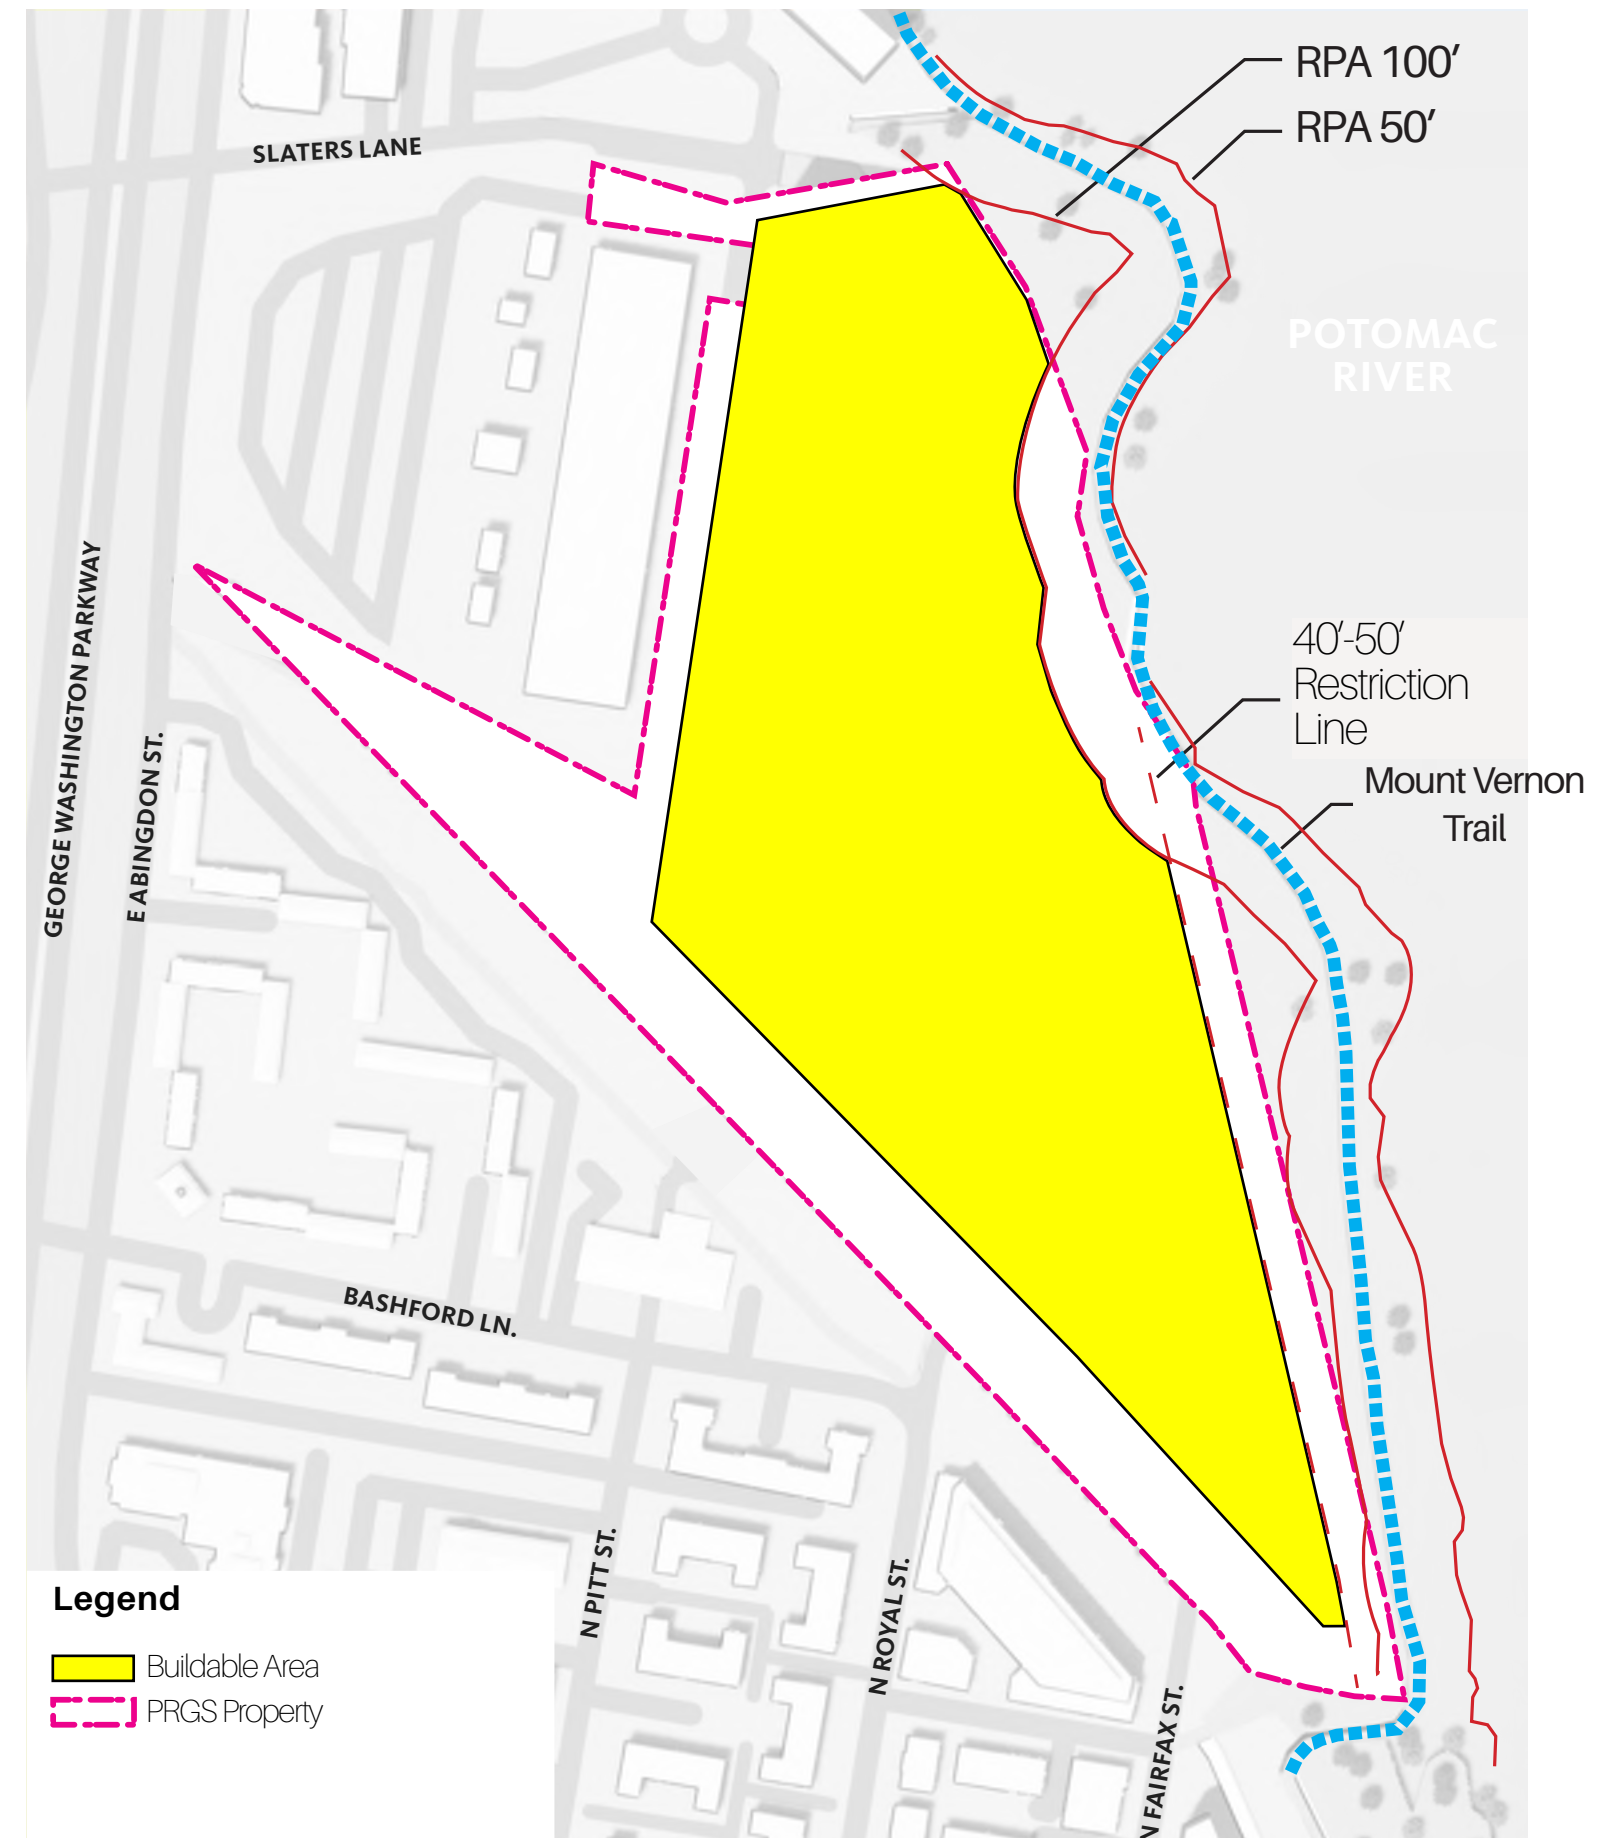 RPA 100′
RPA 50′
SLATERS LANE
POTOMAC
RIVER
GEORGE WASHINGTON PARKWAY
E ABINGDON ST.
40′-50′
Restriction
Line
Mount Vernon
Trail
BASHFORD LN.
N PITT ST.
N ROYAL ST.
N FAIRFAX ST.
Legend
Buildable Area
PRGS Property